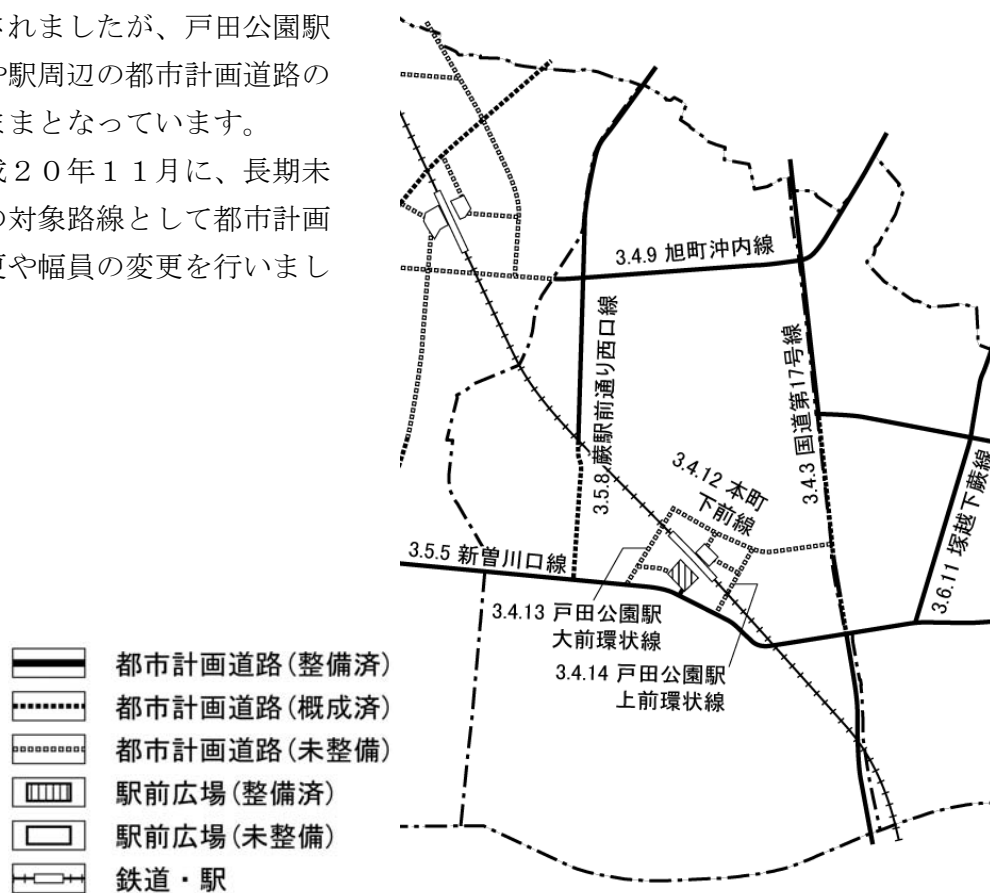 されましたが、戸田公園駅
や駅周辺の都市計画道路の
ままとなっています。
成２０年１１月に、長期未
の対象路線として都市計画
更や幅員の変更を行いまし
3.4.9 旭町沖内線
3.5.8 蕨駅前通り西口線
3.4.3 国道第17号線
3.4.12 本町
下前線
3.6.11 塚越下蕨線
3.5.5 新曽川口線
3.4.13 戸田公園駅
大前環状線
3.4.14 戸田公園駅
上前環状線
都市計画道路(整備済)
都市計画道路(概成済)
都市計画道路(未整備)
駅前広場(整備済)
駅前広場(未整備)
鉄道・駅